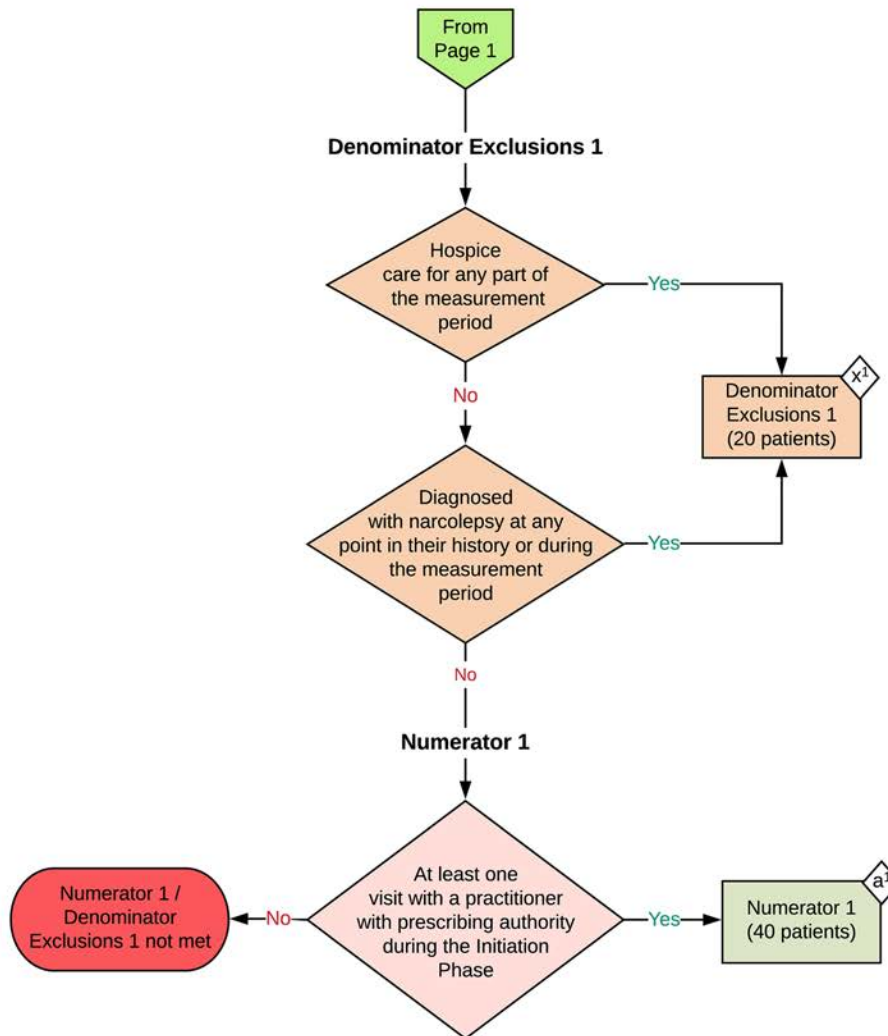 From
Page 1
Denominator Exclusions 1
Hospice
care for any part of
the measurement
period
Yes
x¹
Denominator
Exclusions 1
(20 patients)
No
Diagnosed
with narcolepsy at any
point in their history or during
the measurement
period
Yes
No
Numerator 1
At least one
visit with a practitioner
with prescribing authority
during the Initiation
Phase
No
Numerator 1 /
Denominator
Exclusions 1 not met
Yes
a¹
Numerator 1
(40 patients)